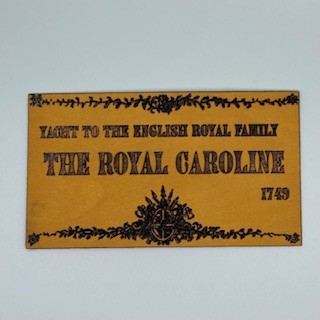 YACHT TO THE ENGLISH ROYAL FAMILY
THE ROYAL CAROLINE
1749